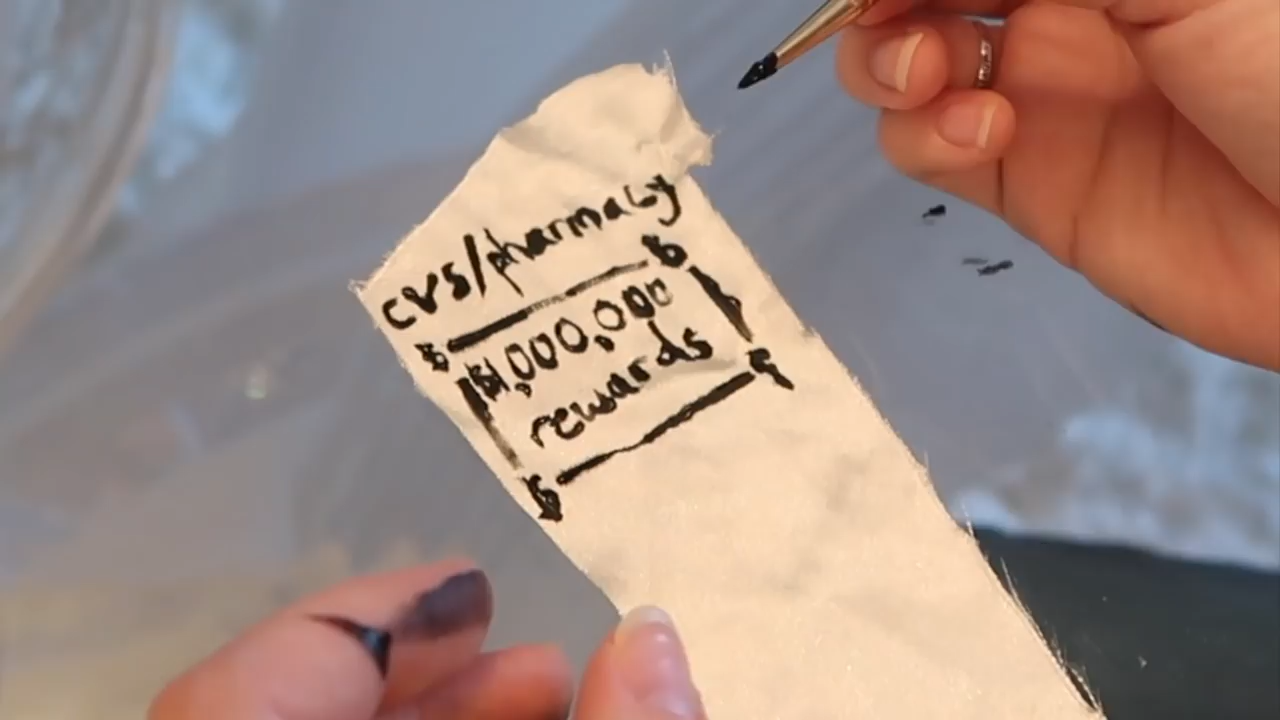 cvs/pharmacy
$ $
$1,000,000
rewards
$ $